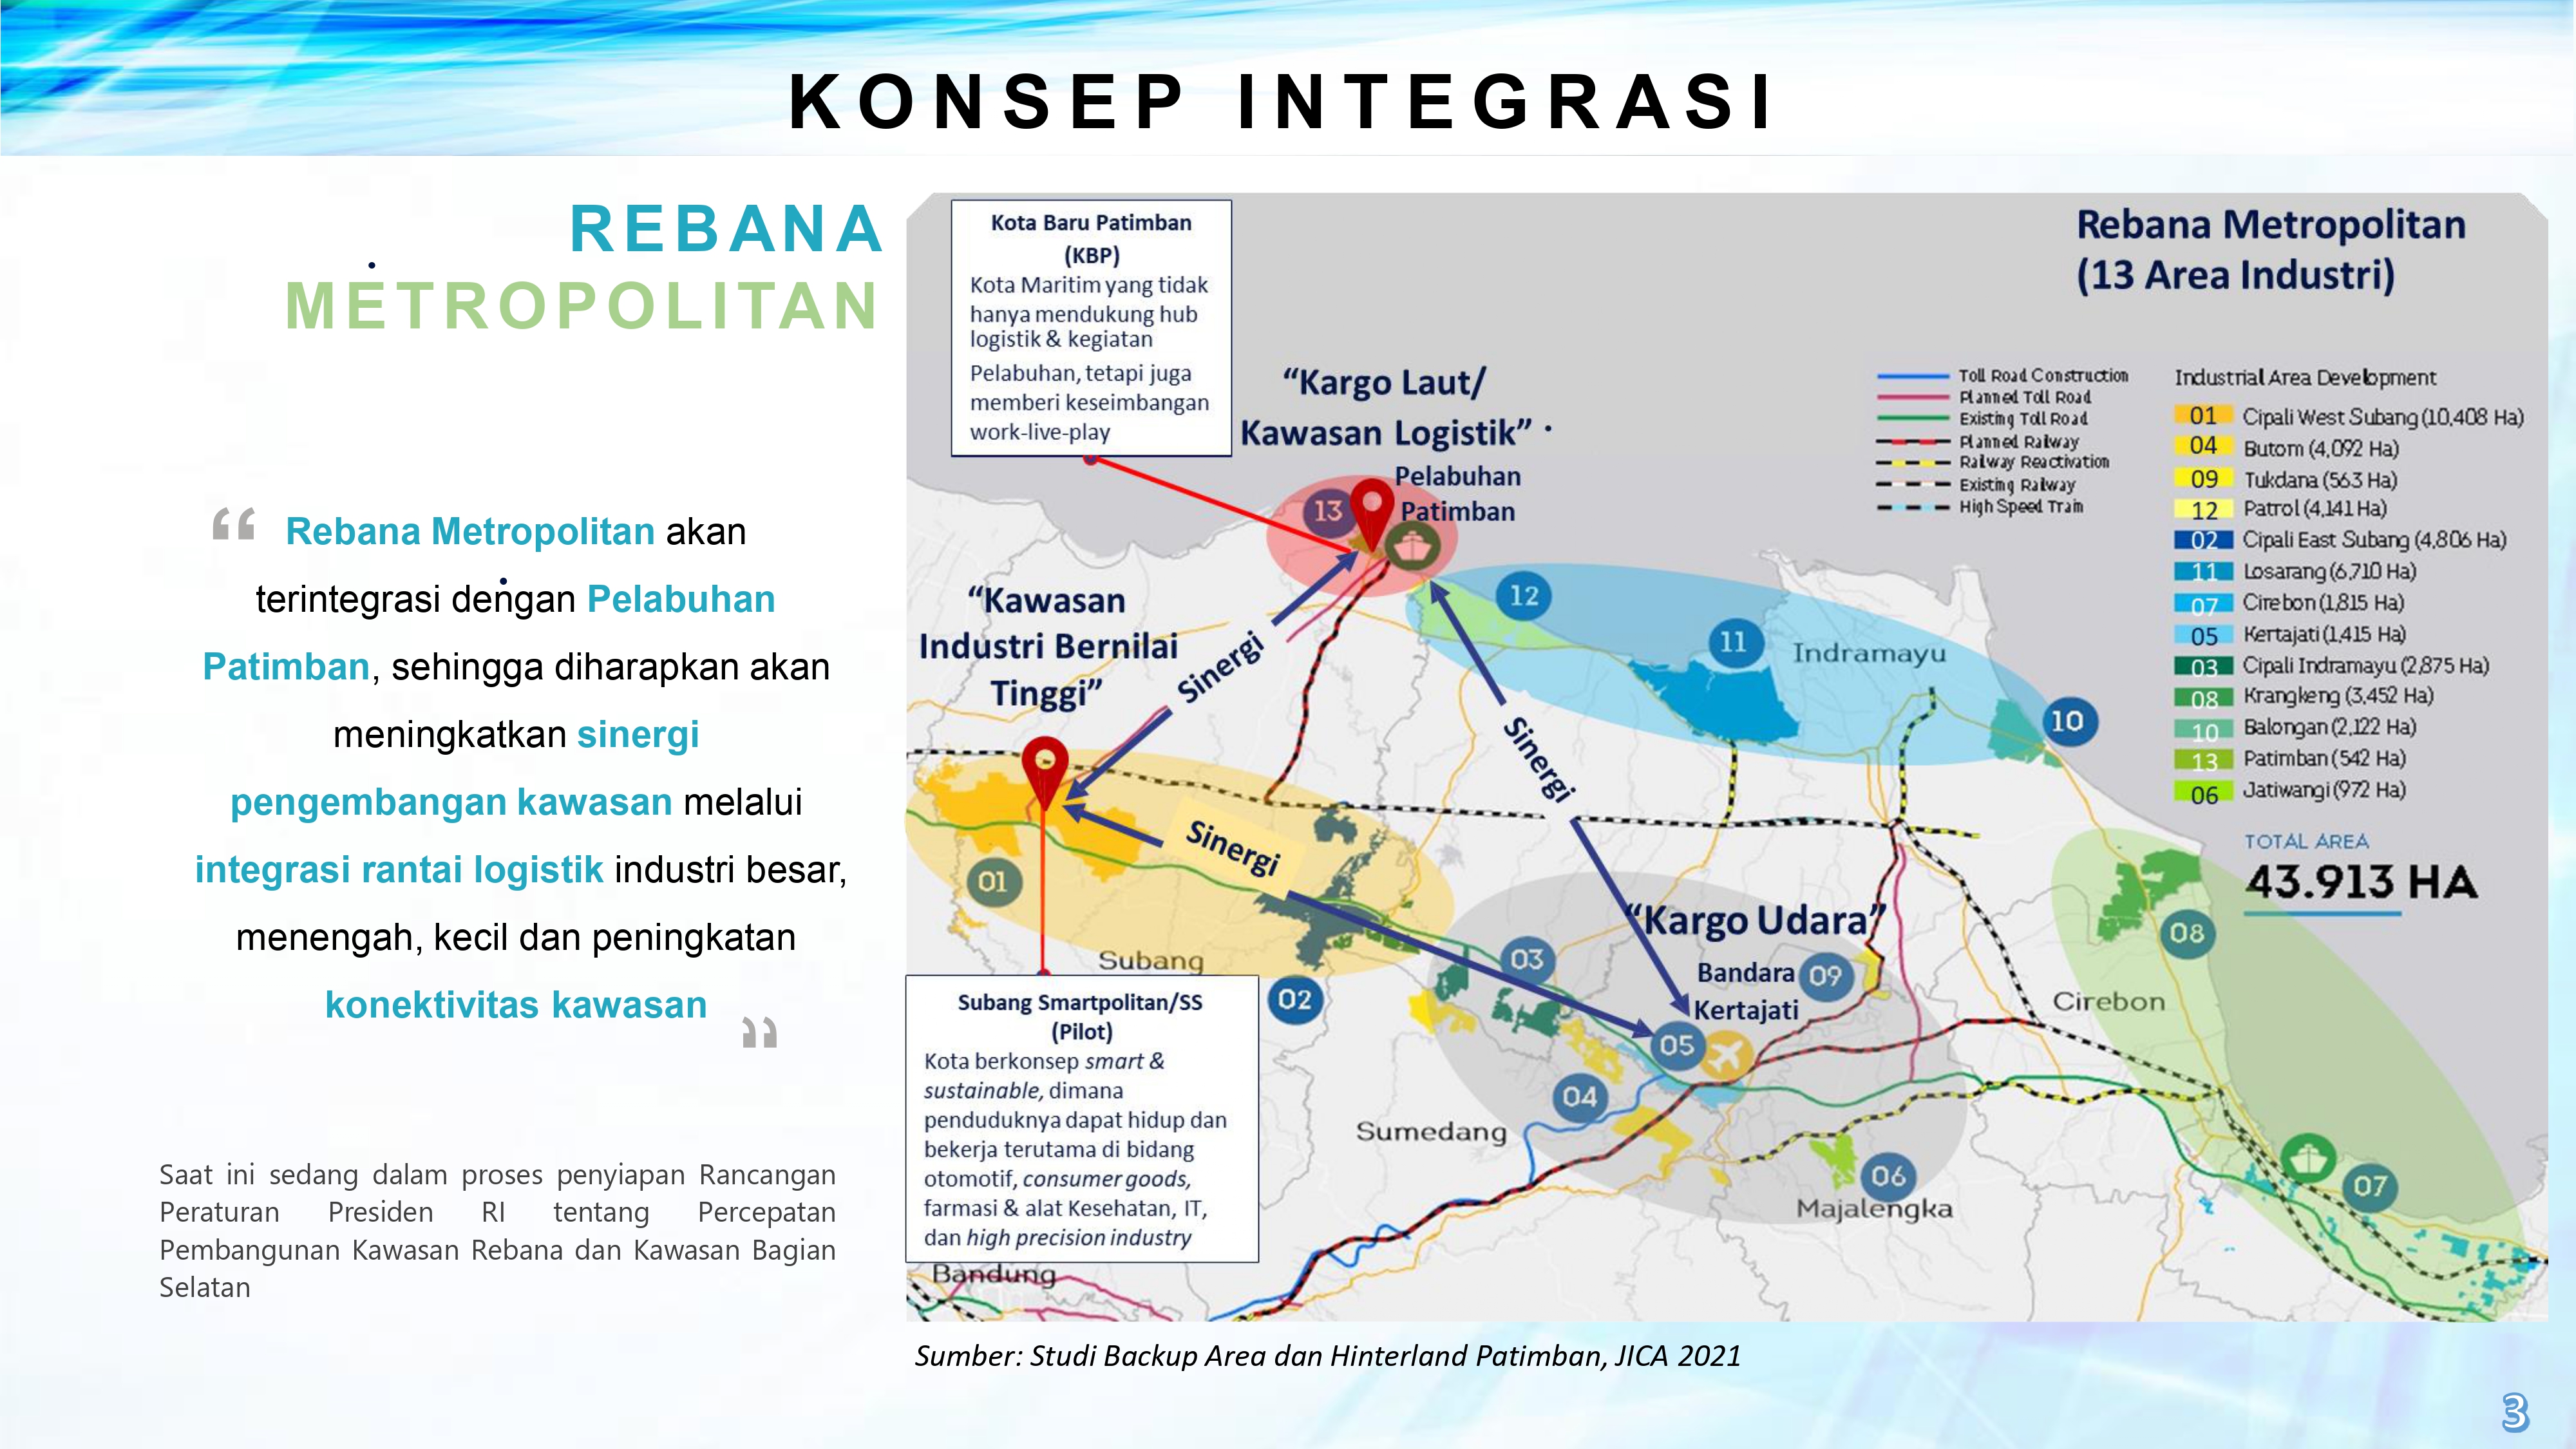 KONSEP INTEGRASI
REBANA
METROPOLITAN
“ Rebana Metropolitan akan
terintegrasi dengan Pelabuhan
Patimban, sehingga diharapkan akan
meningkatkan sinergi
pengembangan kawasan melalui
integrasi rantai logistik industri besar,
menengah, kecil dan peningkatan
konektivitas kawasan ”
Saat ini sedang dalam proses penyiapan Rancangan
Peraturan Presiden RI tentang Percepatan
Pembangunan Kawasan Rebana dan Kawasan Bagian
Selatan
Kota Baru Patimban
(KBP)
Kota Maritim yang tidak
hanya mendukung hub
logistik & kegiatan
Pelabuhan, tetapi juga
memberi keseimbangan
work-live-play
“Kargo Laut/
Kawasan Logistik”
Pelabuhan
Patimban
13
Rebana Metropolitan
(13 Area Industri)
Toll Road Construction
Planned Toll Road
Existing Toll Road
Planned Railway
Railway Reactivation
Existing Railway
High Speed Train
Industrial Area Development
01 Cipali West Subang (10,408 Ha)
04 Butom (4,092 Ha)
09 Tukdana (563 Ha)
12 Patrol (4,141 Ha)
02 Cipali East Subang (4,806 Ha)
11 Losarang (6,710 Ha)
07 Cirebon (1,815 Ha)
05 Kertajati (1,415 Ha)
03 Cipali Indramayu (2,875 Ha)
08 Krangkeng (3,452 Ha)
10 Balongan (2,122 Ha)
13 Patimban (542 Ha)
06 Jatiwangi (972 Ha)
TOTAL AREA
43.913 HA
“Kawasan
Industri Bernilai
Tinggi”
Sinergi
Sinergi
Sinergi
12
11
Indramayu
10
01
Subang
02
03
“Kargo Udara”
Bandara
Kertajati
09
05
04
Sumedang
06
Majalengka
08
Cirebon
07
Subang Smartpolitan/SS
(Pilot)
Kota berkonsep smart &
sustainable, dimana
penduduknya dapat hidup dan
bekerja terutama di bidang
otomotif, consumer goods,
farmasi & alat Kesehatan, IT,
dan high precision industry
Bandung
Sumber: Studi Backup Area dan Hinterland Patimban, JICA 2021
3